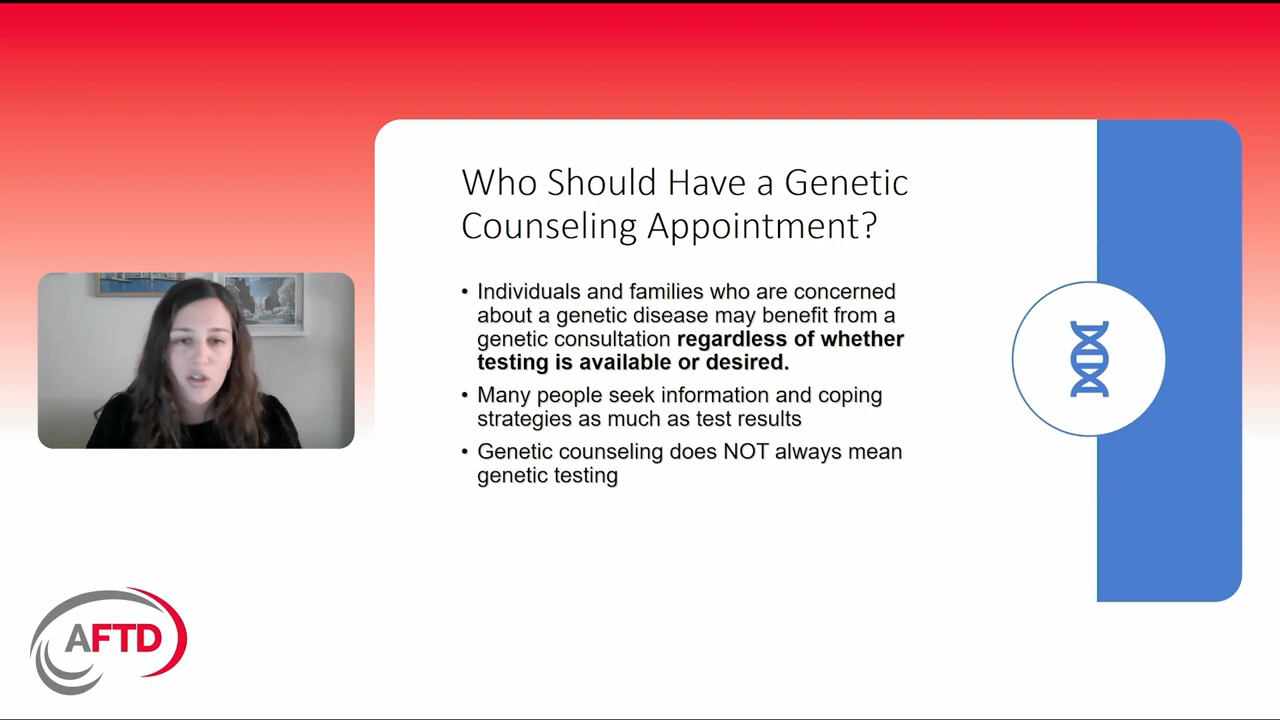 Who Should Have a Genetic
Counseling Appointment?
• Individuals and families who are concerned
about a genetic disease may benefit from a
genetic consultation regardless of whether
testing is available or desired.
• Many people seek information and coping
strategies as much as test results
• Genetic counseling does NOT always mean
genetic testing
AFTD